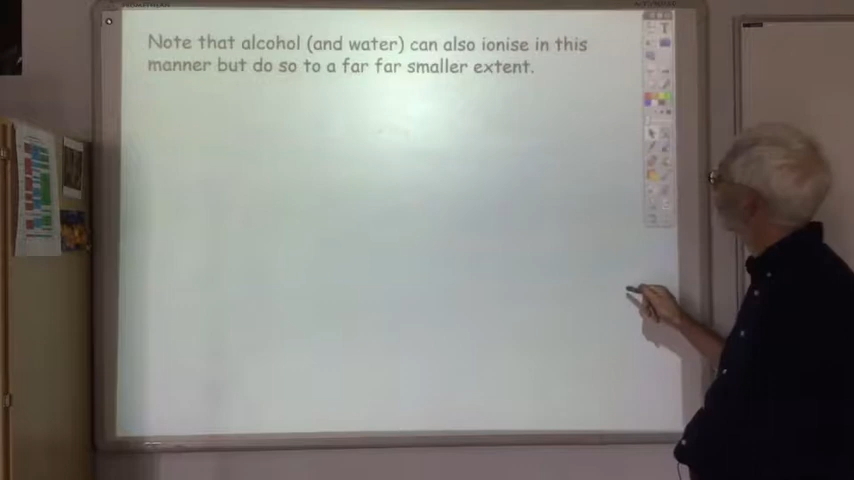 Note that alcohol (and water) can also ionise in this
manner but do so to a far far smaller extent.